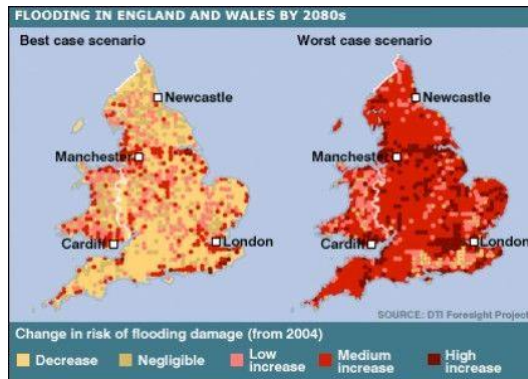 FLOODING IN ENGLAND AND WALES BY 2080s
Best case scenario
Worst case scenario
Newcastle
Manchester
Cardiff
London
Newcastle
Manchester
Cardiff
London
SOURCE: DTI Foresight Project
Change in risk of flooding damage (from 2004)
Decrease
Negligible
Low
increase
Medium
increase
High
increase